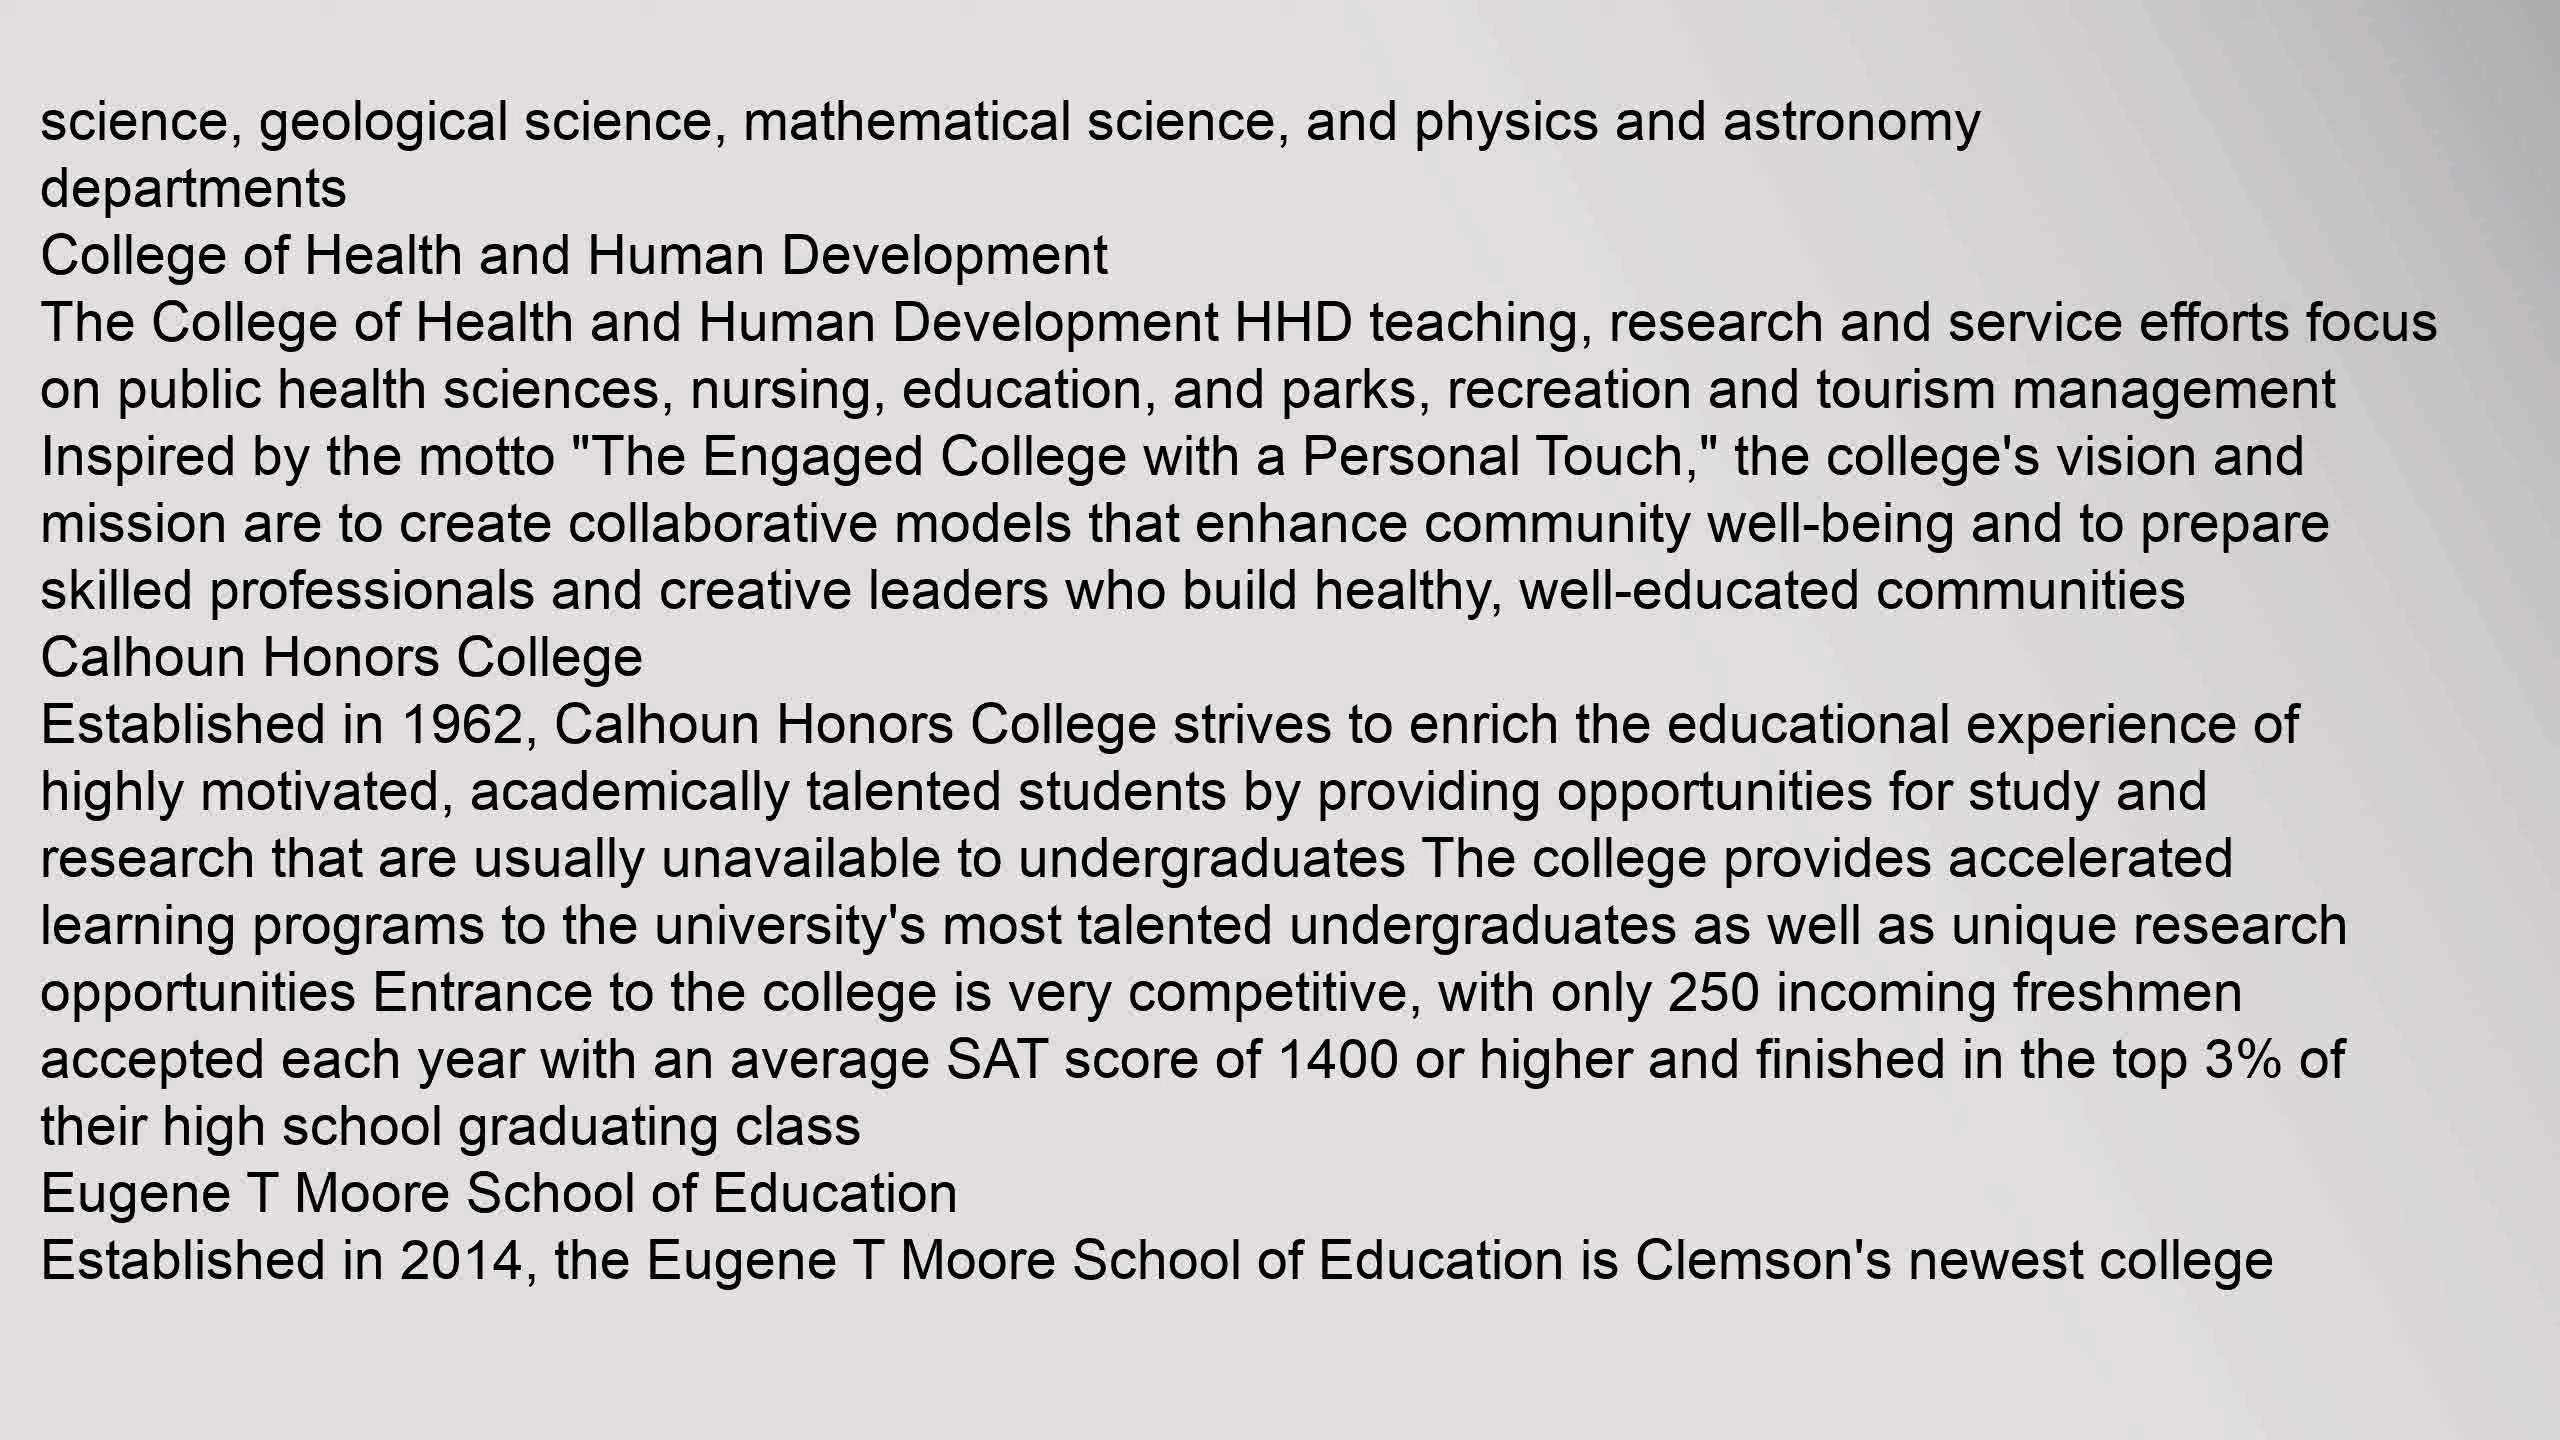 science, geological science, mathematical science, and physics and astronomy
departments
College of Health and Human Development
The College of Health and Human Development HHD teaching, research and service efforts focus
on public health sciences, nursing, education, and parks, recreation and tourism management
Inspired by the motto "The Engaged College with a Personal Touch," the college's vision and
mission are to create collaborative models that enhance community well-being and to prepare
skilled professionals and creative leaders who build healthy, well-educated communities
Calhoun Honors College
Established in 1962, Calhoun Honors College strives to enrich the educational experience of
highly motivated, academically talented students by providing opportunities for study and
research that are usually unavailable to undergraduates The college provides accelerated
learning programs to the university's most talented undergraduates as well as unique research
opportunities Entrance to the college is very competitive, with only 250 incoming freshmen
accepted each year with an average SAT score of 1400 or higher and finished in the top 3% of
their high school graduating class
Eugene T Moore School of Education
Established in 2014, the Eugene T Moore School of Education is Clemson's newest college